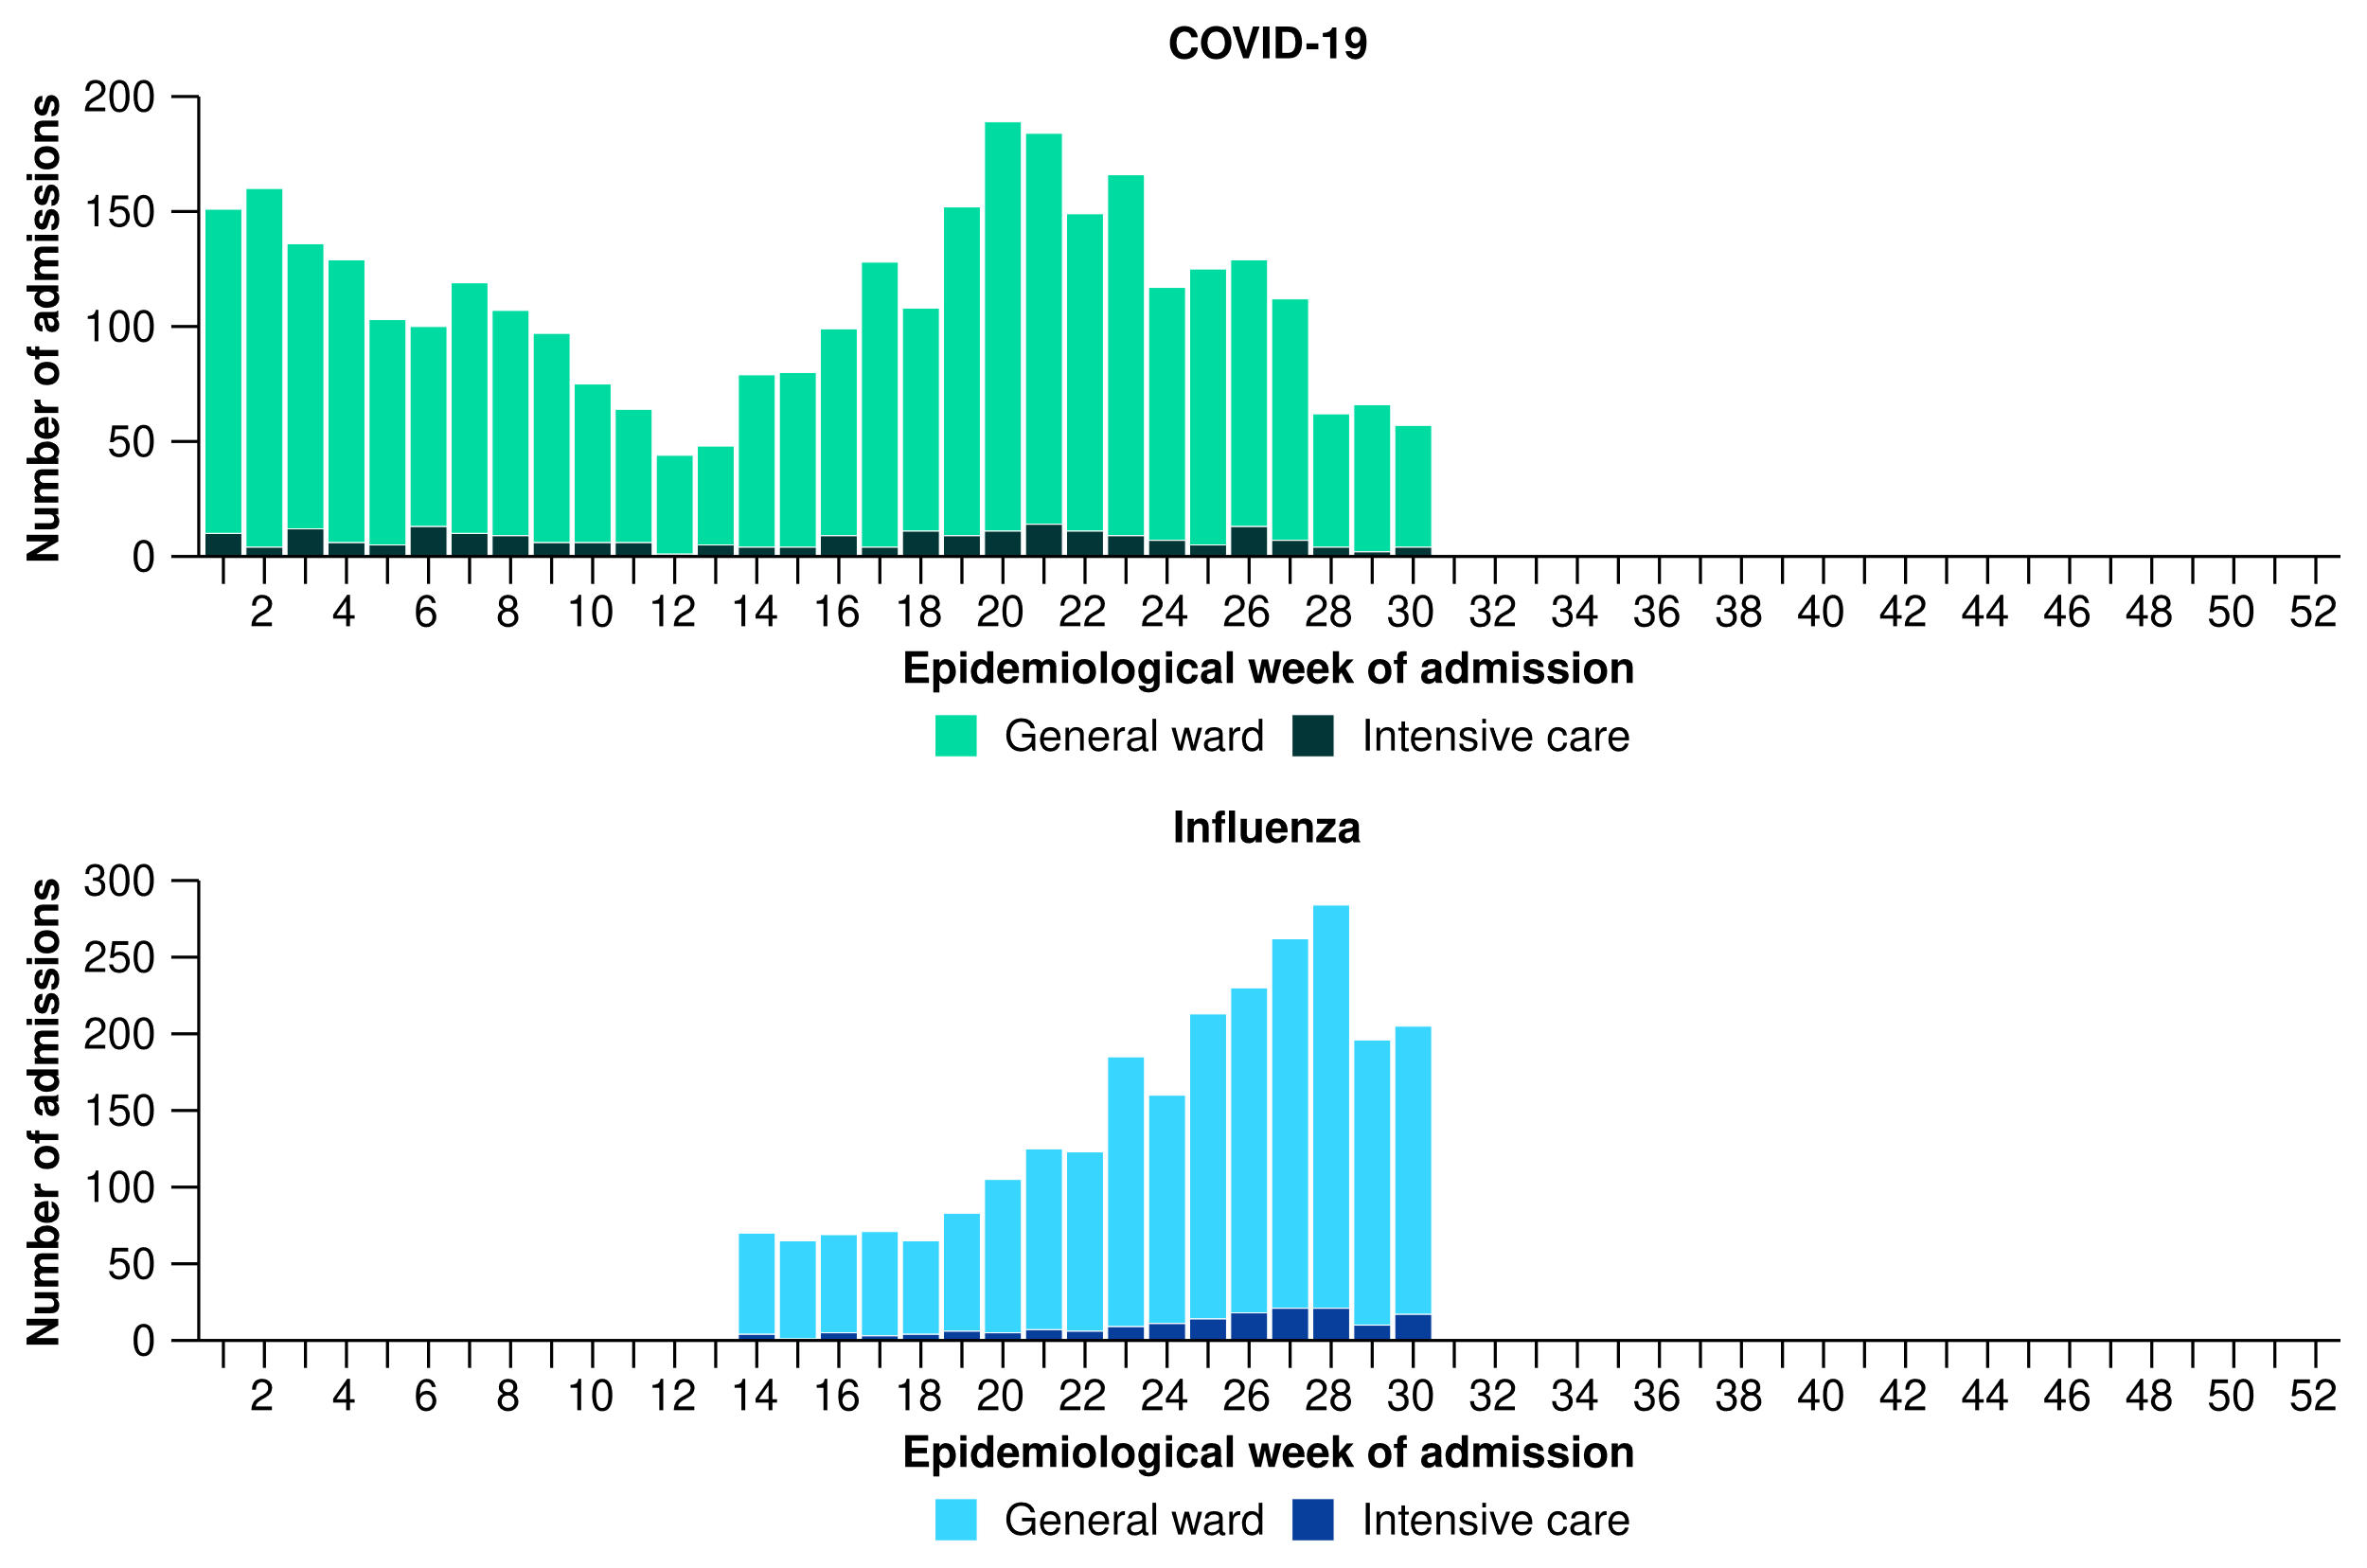 COVID-19
Number of admissions
200
150
100
50
0
2 4 6 8 10 12 14 16 18 20 22 24 26 28 30 32 34 36 38 40 42 44 46 48 50 52
Epidemiological week of admission
General ward Intensive care
Influenza
Number of admissions
300
250
200
150
100
50
0
2 4 6 8 10 12 14 16 18 20 22 24 26 28 30 32 34 36 38 40 42 44 46 48 50 52
Epidemiological week of admission
General ward Intensive care